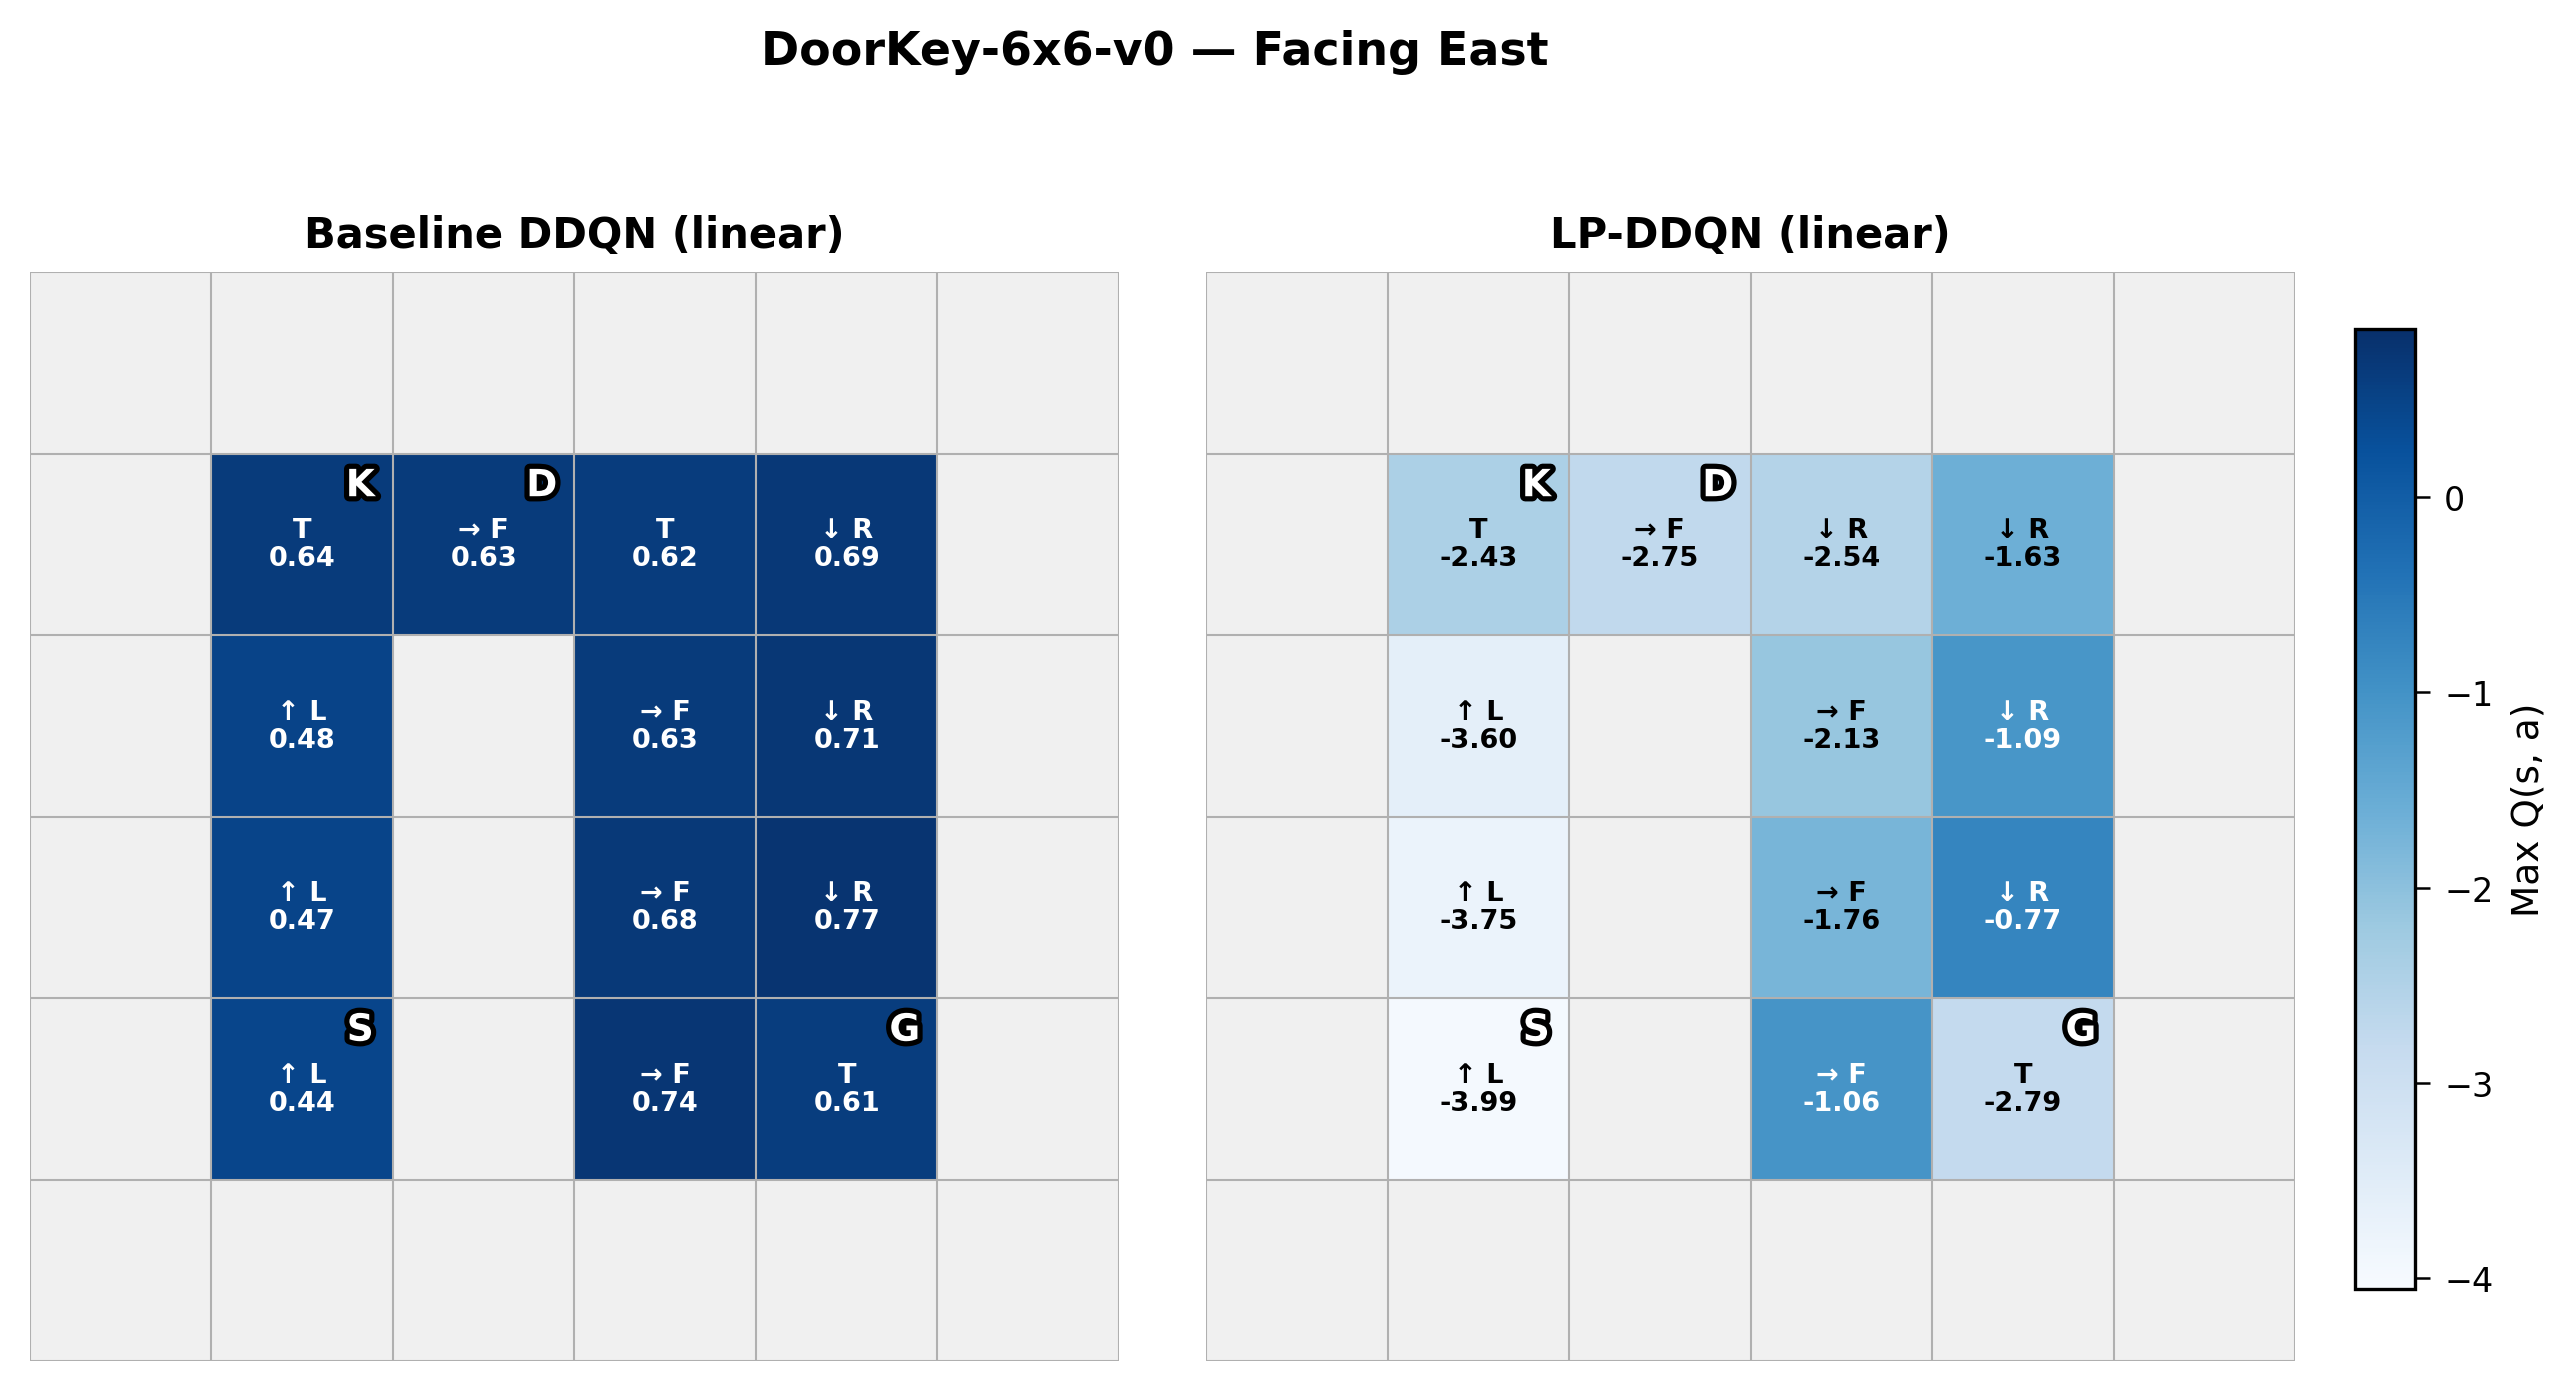 DoorKey-6x6-v0 — Facing East
Baseline DDQN (linear)
K
D
T
0.64
→ F
0.63
T
0.62
↓ R
0.69
↑ L
0.48
→ F
0.63
↓ R
0.71
↑ L
0.47
→ F
0.68
↓ R
0.77
S
G
↑ L
0.44
→ F
0.74
T
0.61
LP-DDQN (linear)
K
D
T
-2.43
→ F
-2.75
↓ R
-2.54
↓ R
-1.63
↑ L
-3.60
→ F
-2.13
↓ R
-1.09
↑ L
-3.75
→ F
-1.76
↓ R
-0.77
S
G
↑ L
-3.99
→ F
-1.06
T
-2.79
0
−1
−2
−3
−4
Max Q(s, a)